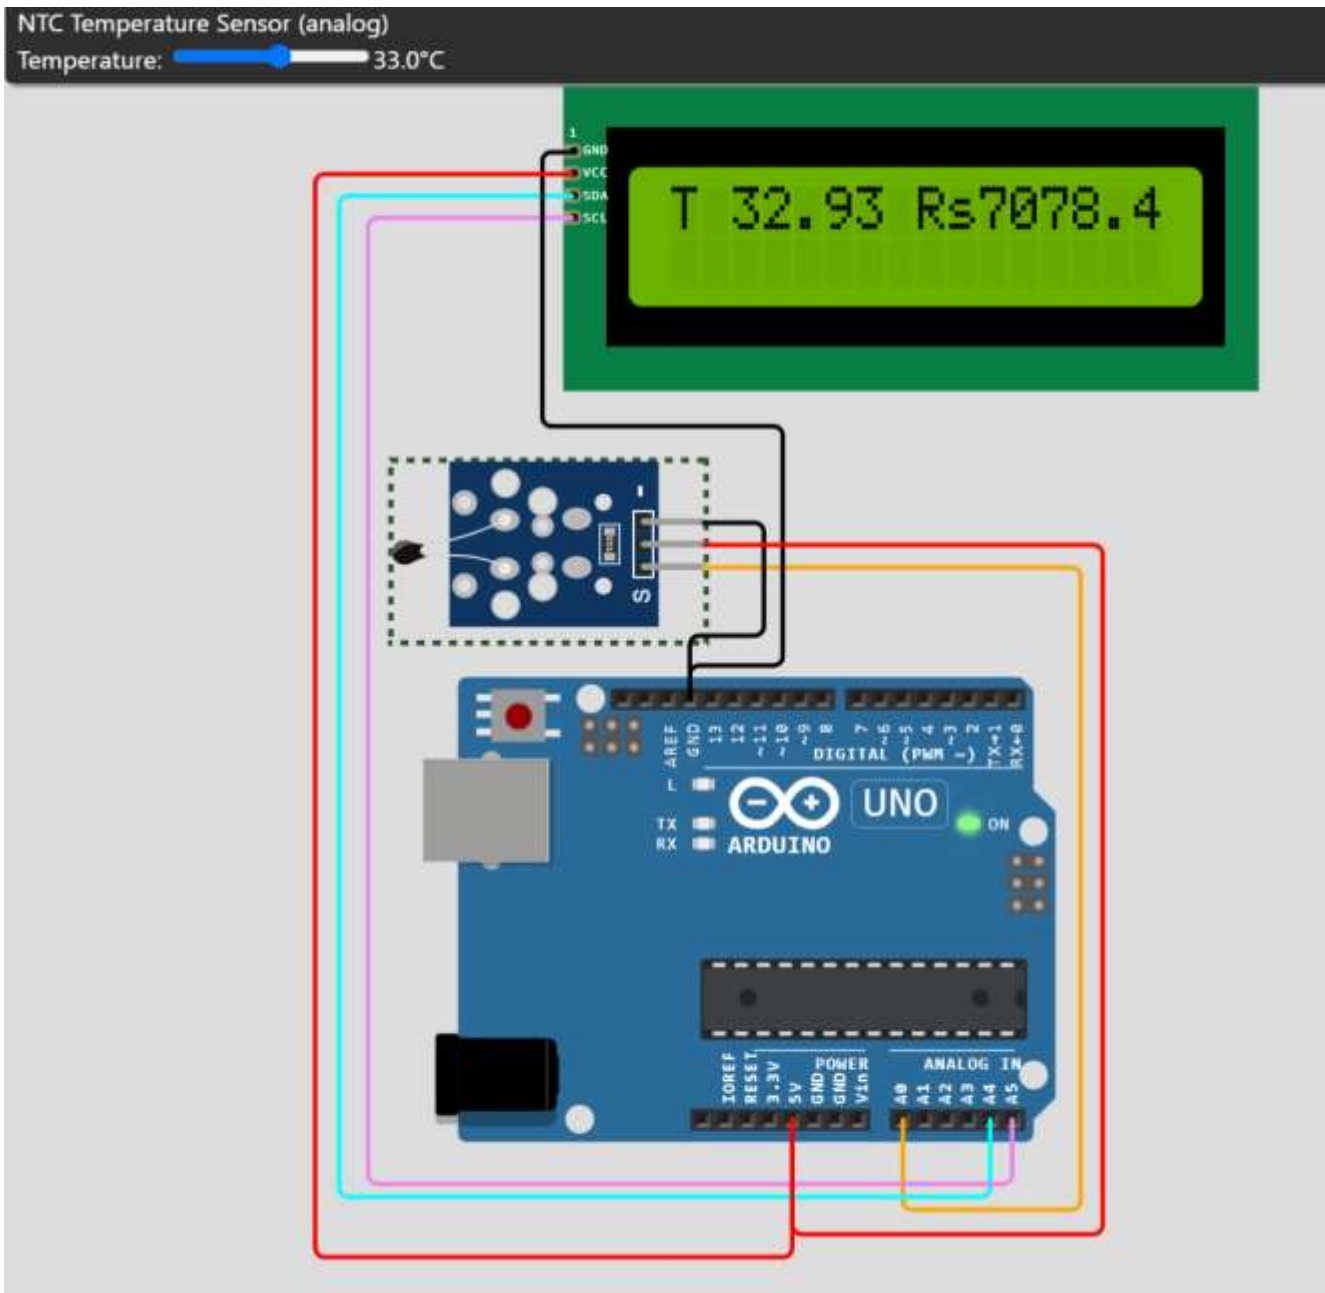 NTC Temperature Sensor (analog)
Temperature: 33.0°C
1
GND
VCC
SDA
SCL
T 32.93 Rs7078.4
-
S
AREF
GND
13
12
~11
~10
~9
8
7
~6
~5
4
~3
2
TX→1
RX←0
DIGITAL (PWM ~)
L
TX
RX
UNO
ON
ARDUINO
POWER
ANALOG IN
IOREF
RESET
3.3V
5V
GND
GND
Vin
A0
A1
A2
A3
A4
A5